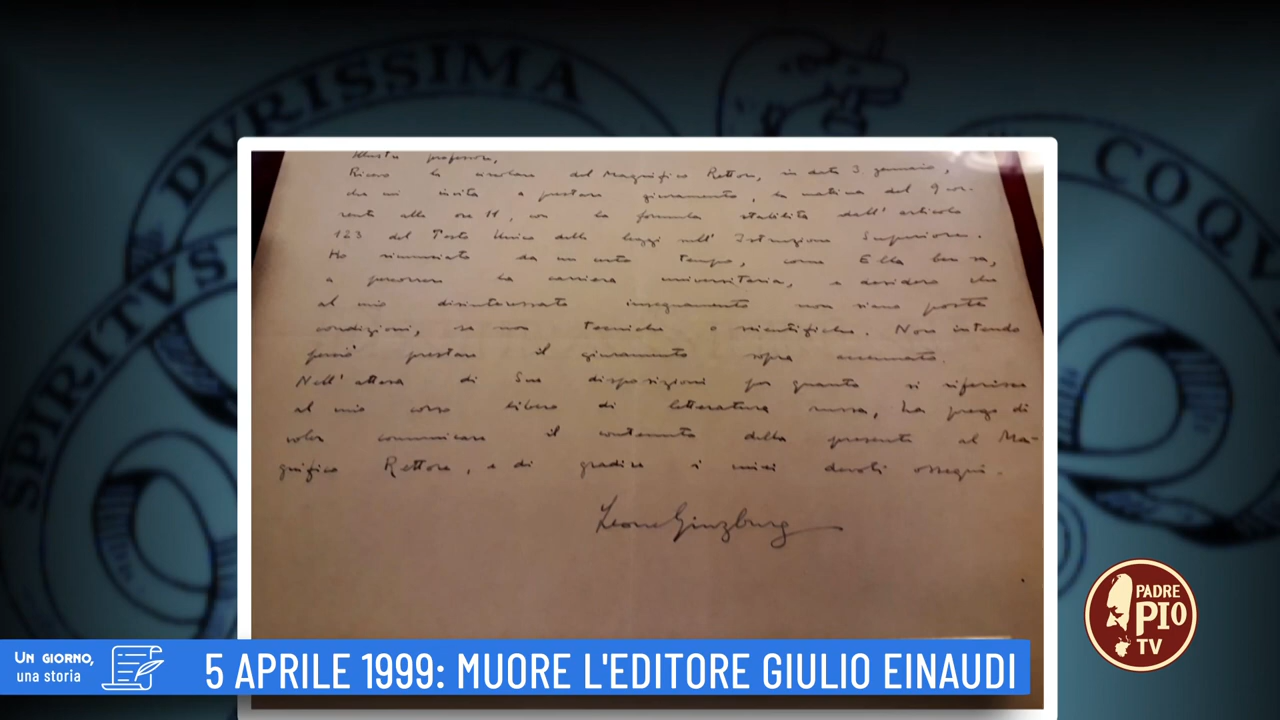 DVRISSIMA
SPIRITVS
COQV
Illustre professore,
Ricevo la circolare del Magnifico Rettore, in data 3 gennaio,
che mi invita a prestare giuramento, la mattina del 9 cor-
rente alle ore 11, con la formula stabilita dall'articolo
123 del Testo Unico delle leggi sull'Istruzione Superiore.
Ho rinunciato da un certo tempo, come Ella ben sa,
a percorrere la carriera universitaria, e desidero che
al mio disinteressato insegnamento non siano poste
condizioni, se non tecniche o scientifiche. Non intendo
perciò prestare il giuramento sopra accennato.
Nell'attesa di Sue disposizioni per quanto si riferisce
al mio corso libero di letteratura russa, La prego di
voler comunicare il contenuto della presente al Ma-
gnifico Rettore, e di gradire i miei devoti ossequi.
Leone Ginzburg
PADRE
PIO
TV
UN GIORNO,
una storia
5 APRILE 1999: MUORE L'EDITORE GIULIO EINAUDI